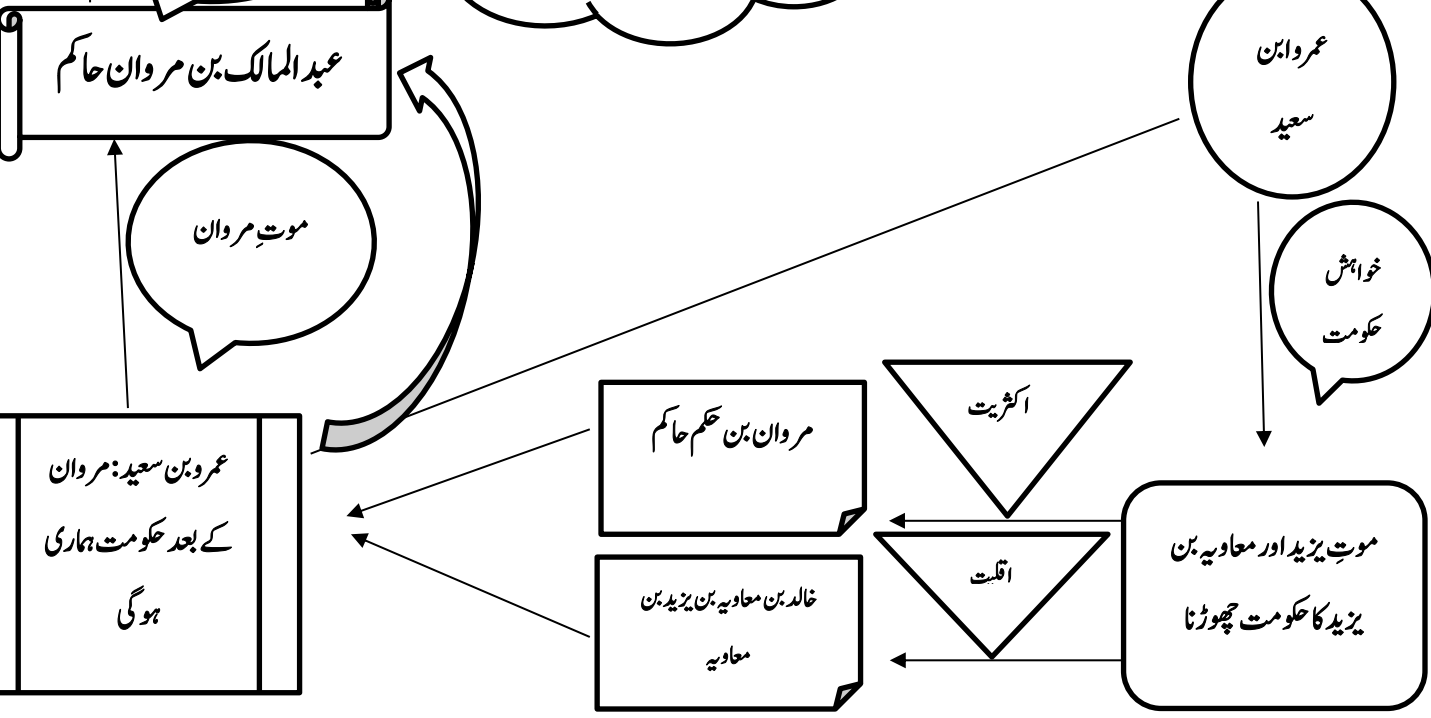 عمرو ابن
سعید
عبد المالک بن مروان حاکم
موتِ مروان
خواہش
حکومت
اکثریت
مروان بن حکم حاکم
عمرو بن سعید: مروان
کے بعد حکومت ہماری
ہو گی
موتِ یزید اور معاویہ بن
یزید کا حکومت چھوڑنا
اقلیت
خالد بن معاویہ بن یزید بن
معاویہ